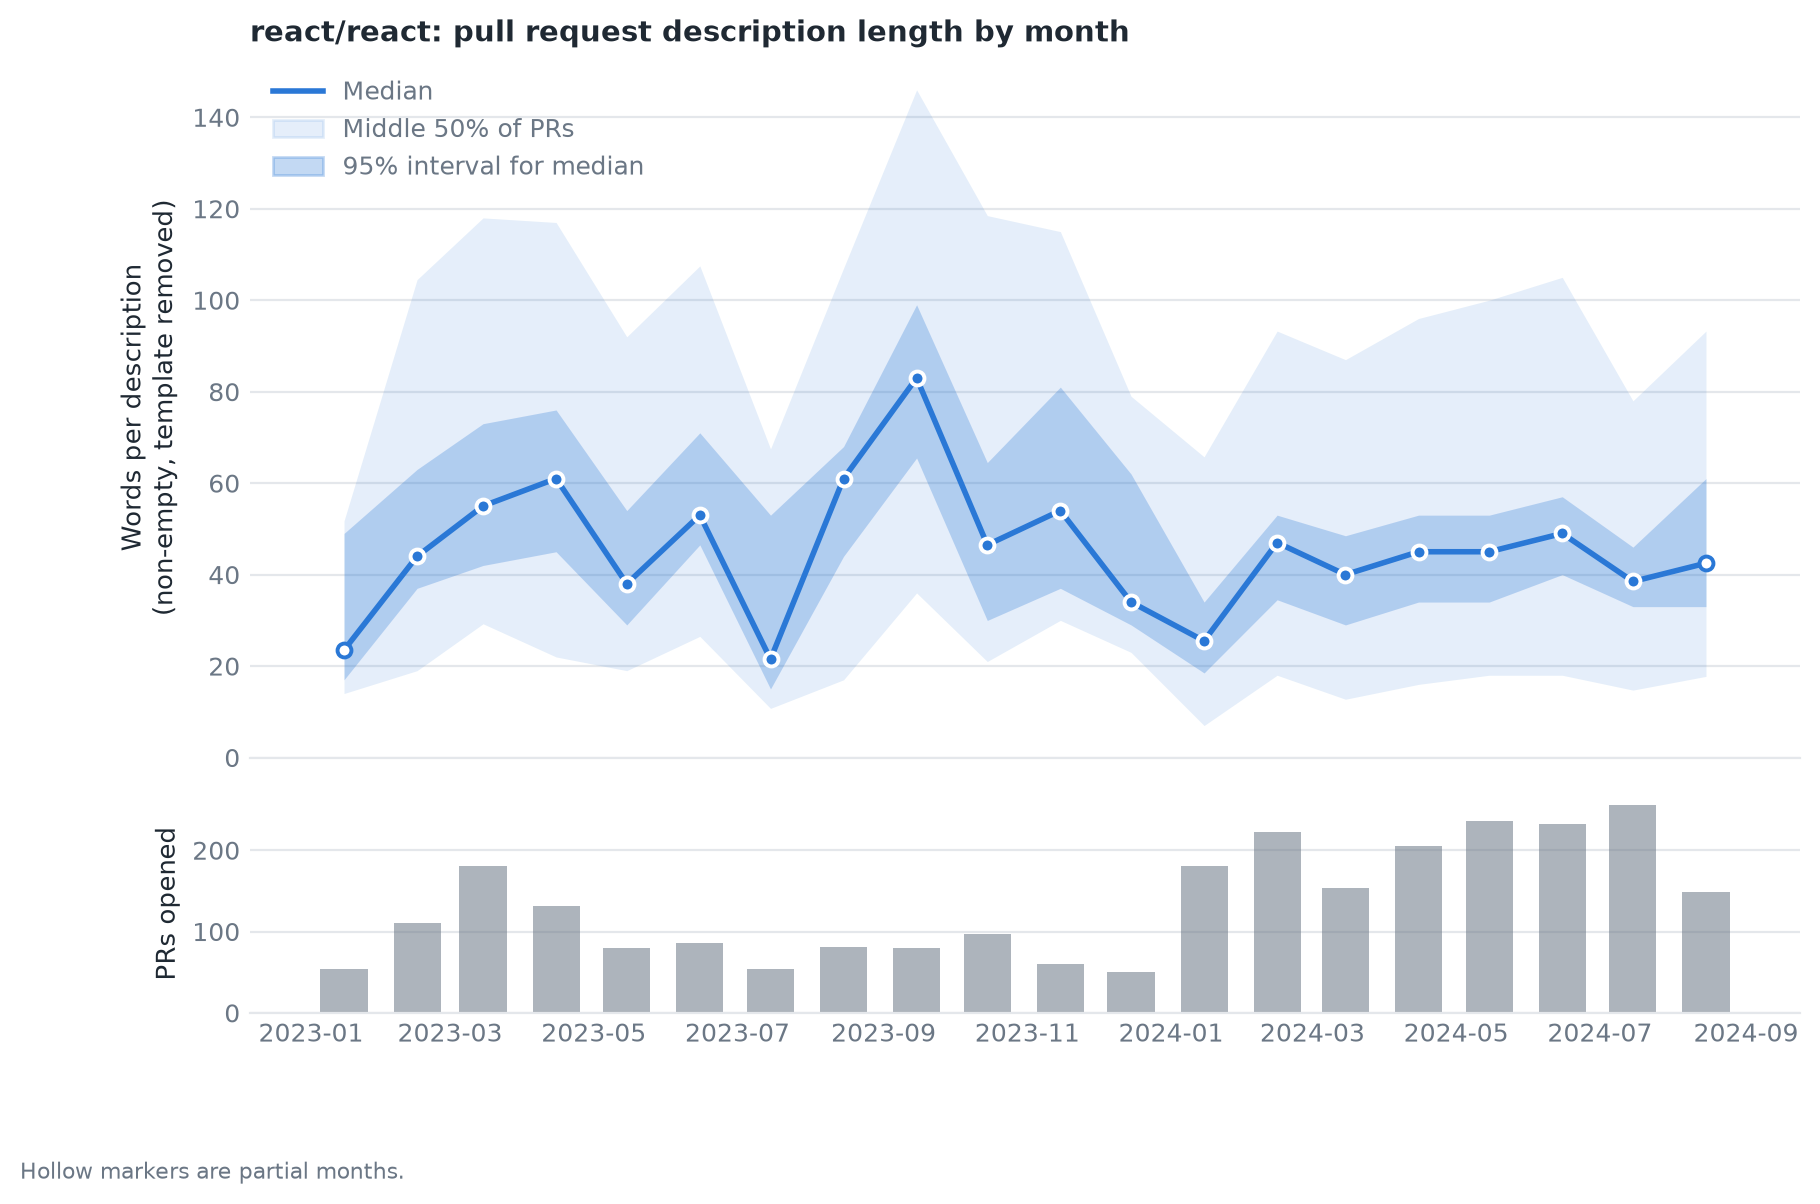 react/react: pull request description length by month
Median
Middle 50% of PRs
95% interval for median
Words per description
(non-empty, template removed)
140
120
100
80
60
40
20
0
PRs opened
200
100
0
2023-01 2023-03 2023-05 2023-07 2023-09 2023-11 2024-01 2024-03 2024-05 2024-07 2024-09
Hollow markers are partial months.